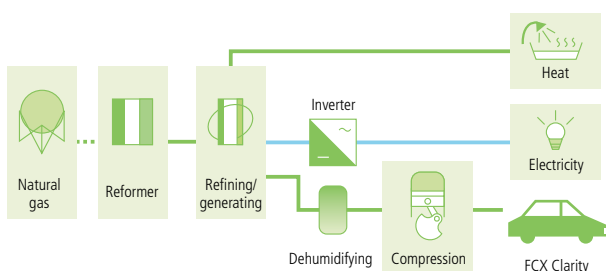 Heat
Inverter
Natural
gas
Reformer
Refining/
generating
Electricity
Dehumidifying
Compression
FCX Clarity